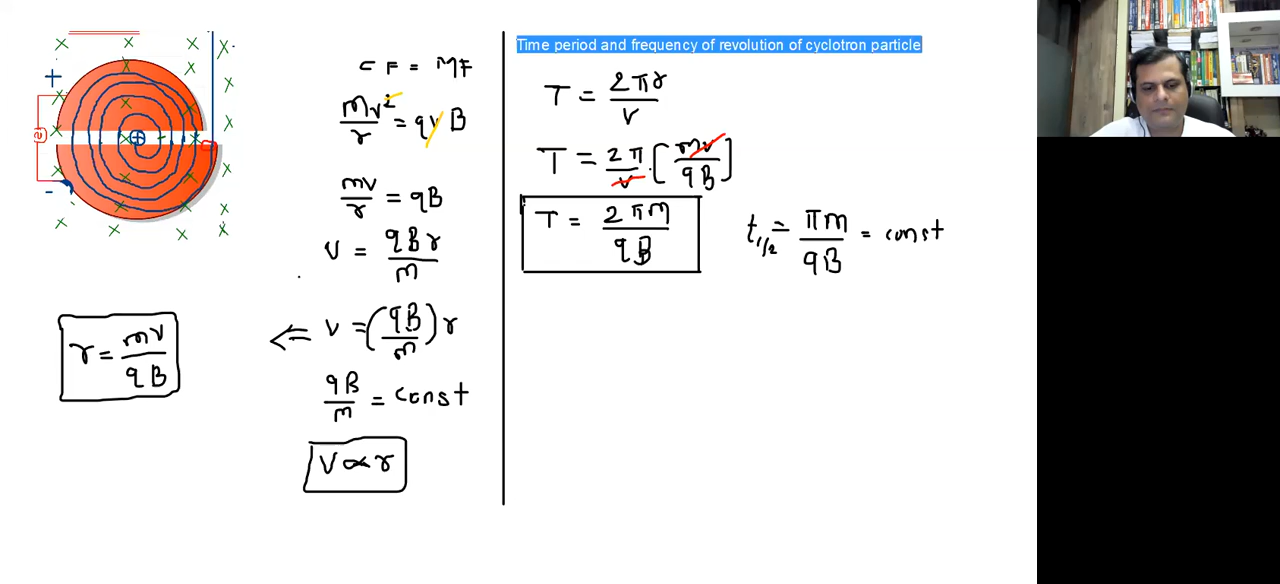 +
-
C F = MF
mv²/r = qvB
mv/r = qB
V = qBr/m
⇐ V = (qB/m) r
qB/m = const
V ∝ r
r = mv/qB
Time period and frequency of revolution of cyclotron particle
T = 2πr/v
T = 2π/v · [mv/qB]
T = 2πm/qB
t1/2 = πm/qB = const